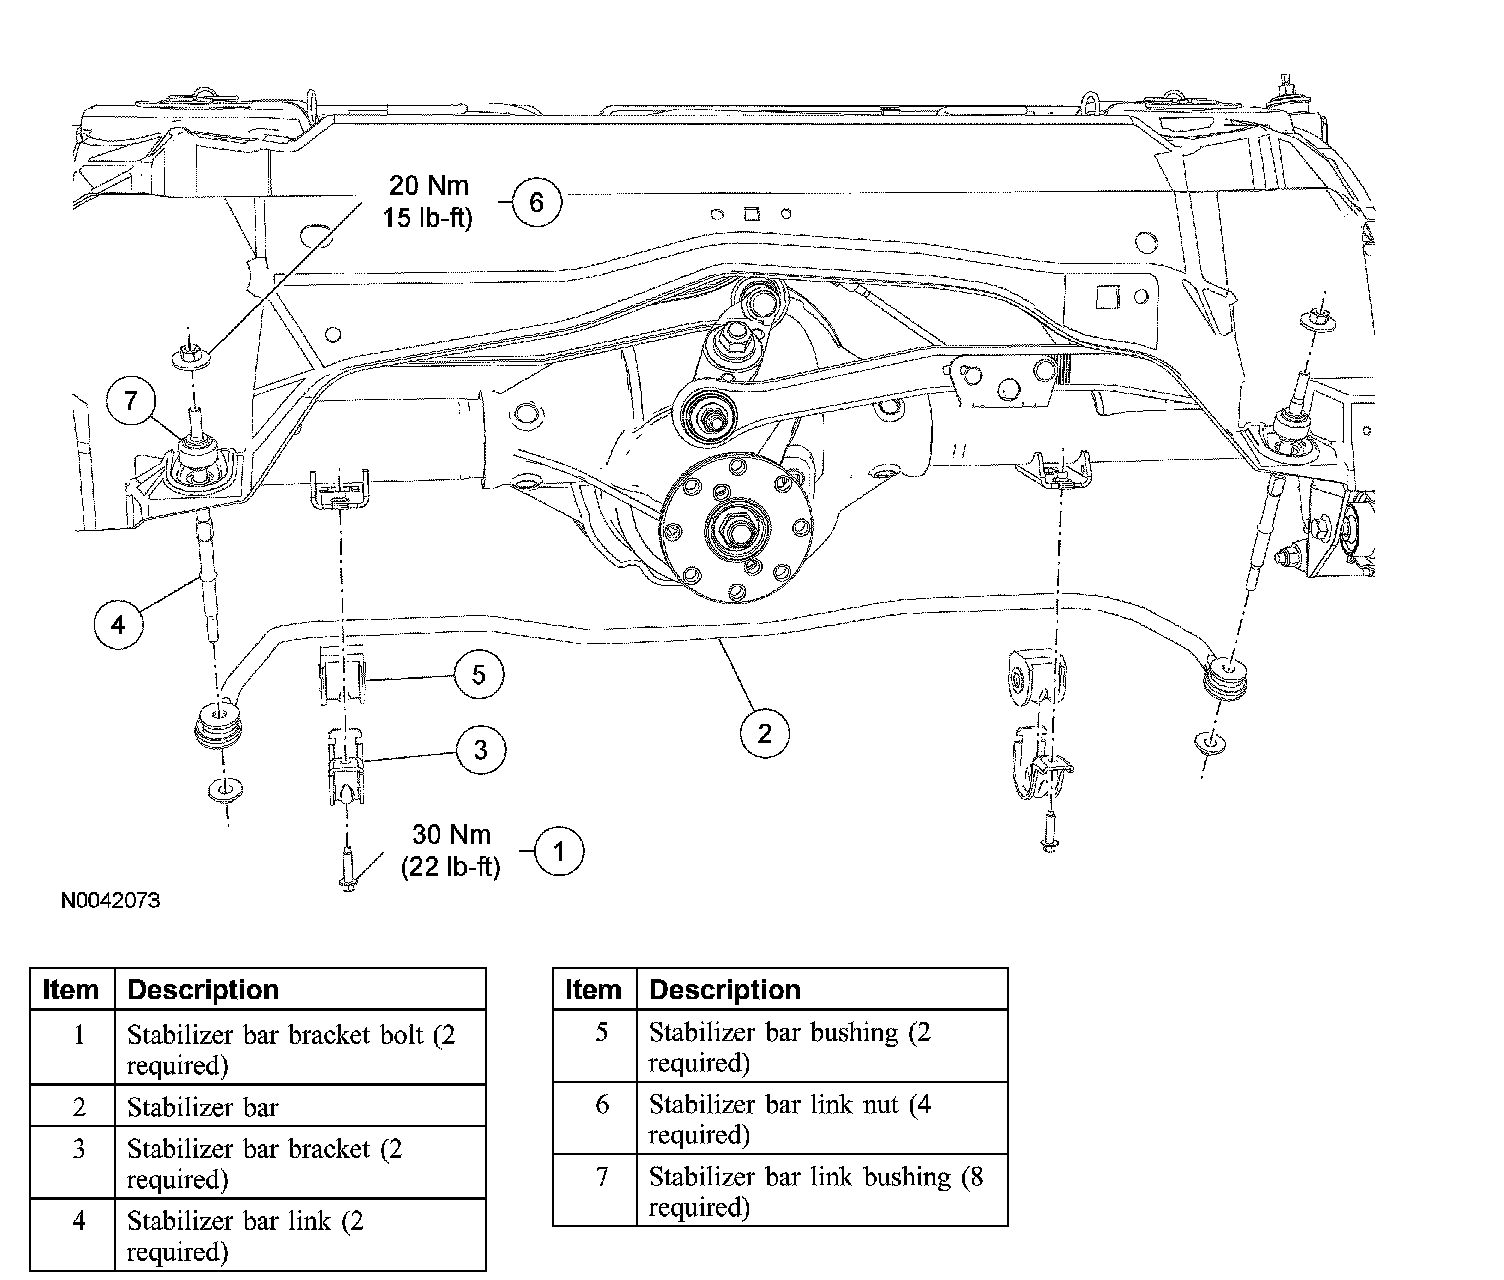 20 Nm
15 lb-ft)
6
7
4
5
3
2
30 Nm
(22 lb-ft)
1
N0042073
Item Description
1 Stabilizer bar bracket bolt (2
required)
2 Stabilizer bar
3 Stabilizer bar bracket (2
required)
4 Stabilizer bar link (2
required)
Item Description
5 Stabilizer bar bushing (2
required)
6 Stabilizer bar link nut (4
required)
7 Stabilizer bar link bushing (8
required)